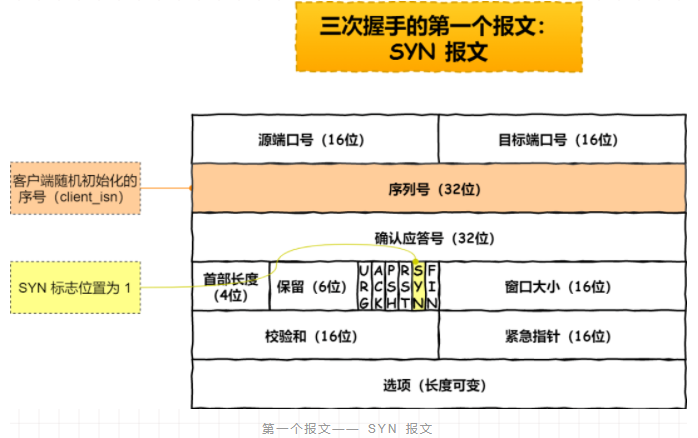 三次握手的第一个报文：
SYN 报文
源端口号（16位）
目标端口号（16位）
客户端随机初始化的
序号（client_isn）
序列号（32位）
确认应答号（32位）
SYN 标志位置为 1
首部长度
（4位）
保留（6位）
URG
ACK
PSH
RST
SYN
FIN
窗口大小（16位）
校验和（16位）
紧急指针（16位）
选项（长度可变）
第一个报文—— SYN 报文